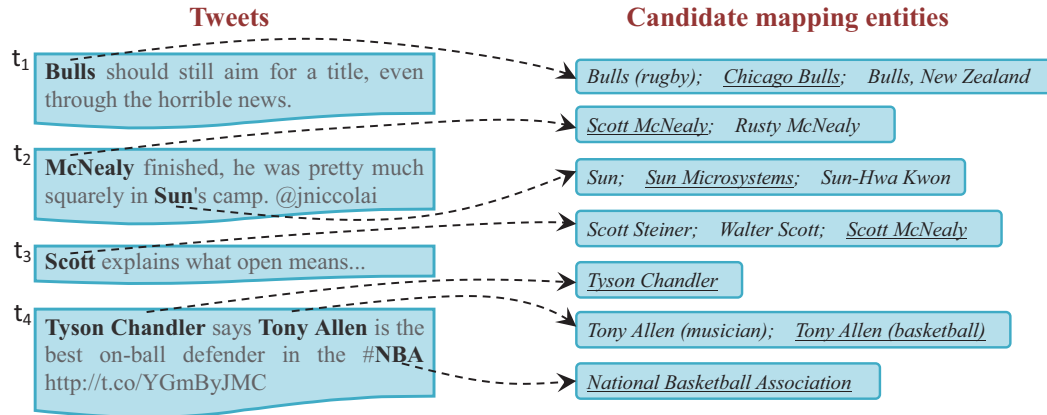 Tweets
Candidate mapping entities
t1
Bulls should still aim for a title, even
through the horrible news.
Bulls (rugby); Chicago Bulls; Bulls, New Zealand
t2
McNealy finished, he was pretty much
squarely in Sun's camp. @jniccolai
Scott McNealy; Rusty McNealy
Sun; Sun Microsystems; Sun-Hwa Kwon
t3
Scott explains what open means...
Scott Steiner; Walter Scott; Scott McNealy
t4
Tyson Chandler says Tony Allen is the
best on-ball defender in the #NBA
http://t.co/YGmByJMC
Tyson Chandler
Tony Allen (musician); Tony Allen (basketball)
National Basketball Association